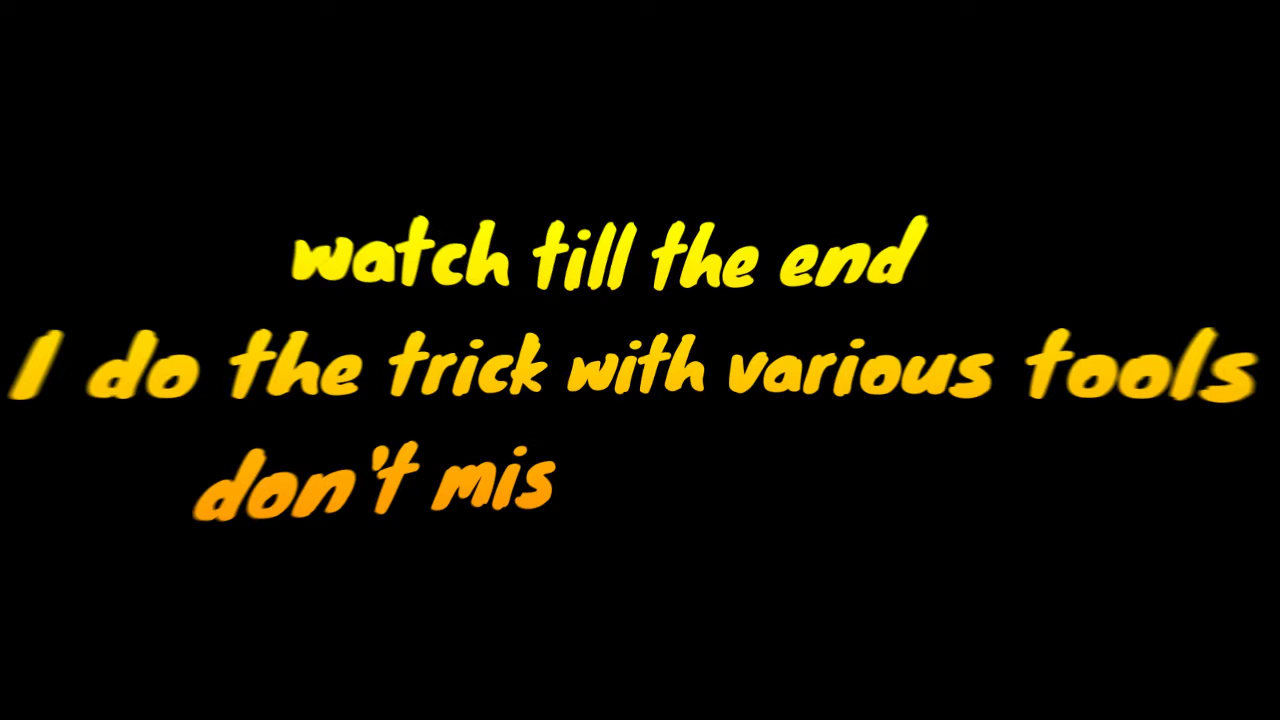 watch till the end
I do the trick with various tools
don't mis